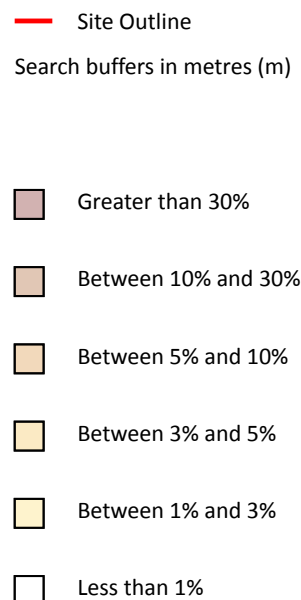 Site Outline
Search buffers in metres (m)
Greater than 30%
Between 10% and 30%
Between 5% and 10%
Between 3% and 5%
Between 1% and 3%
Less than 1%